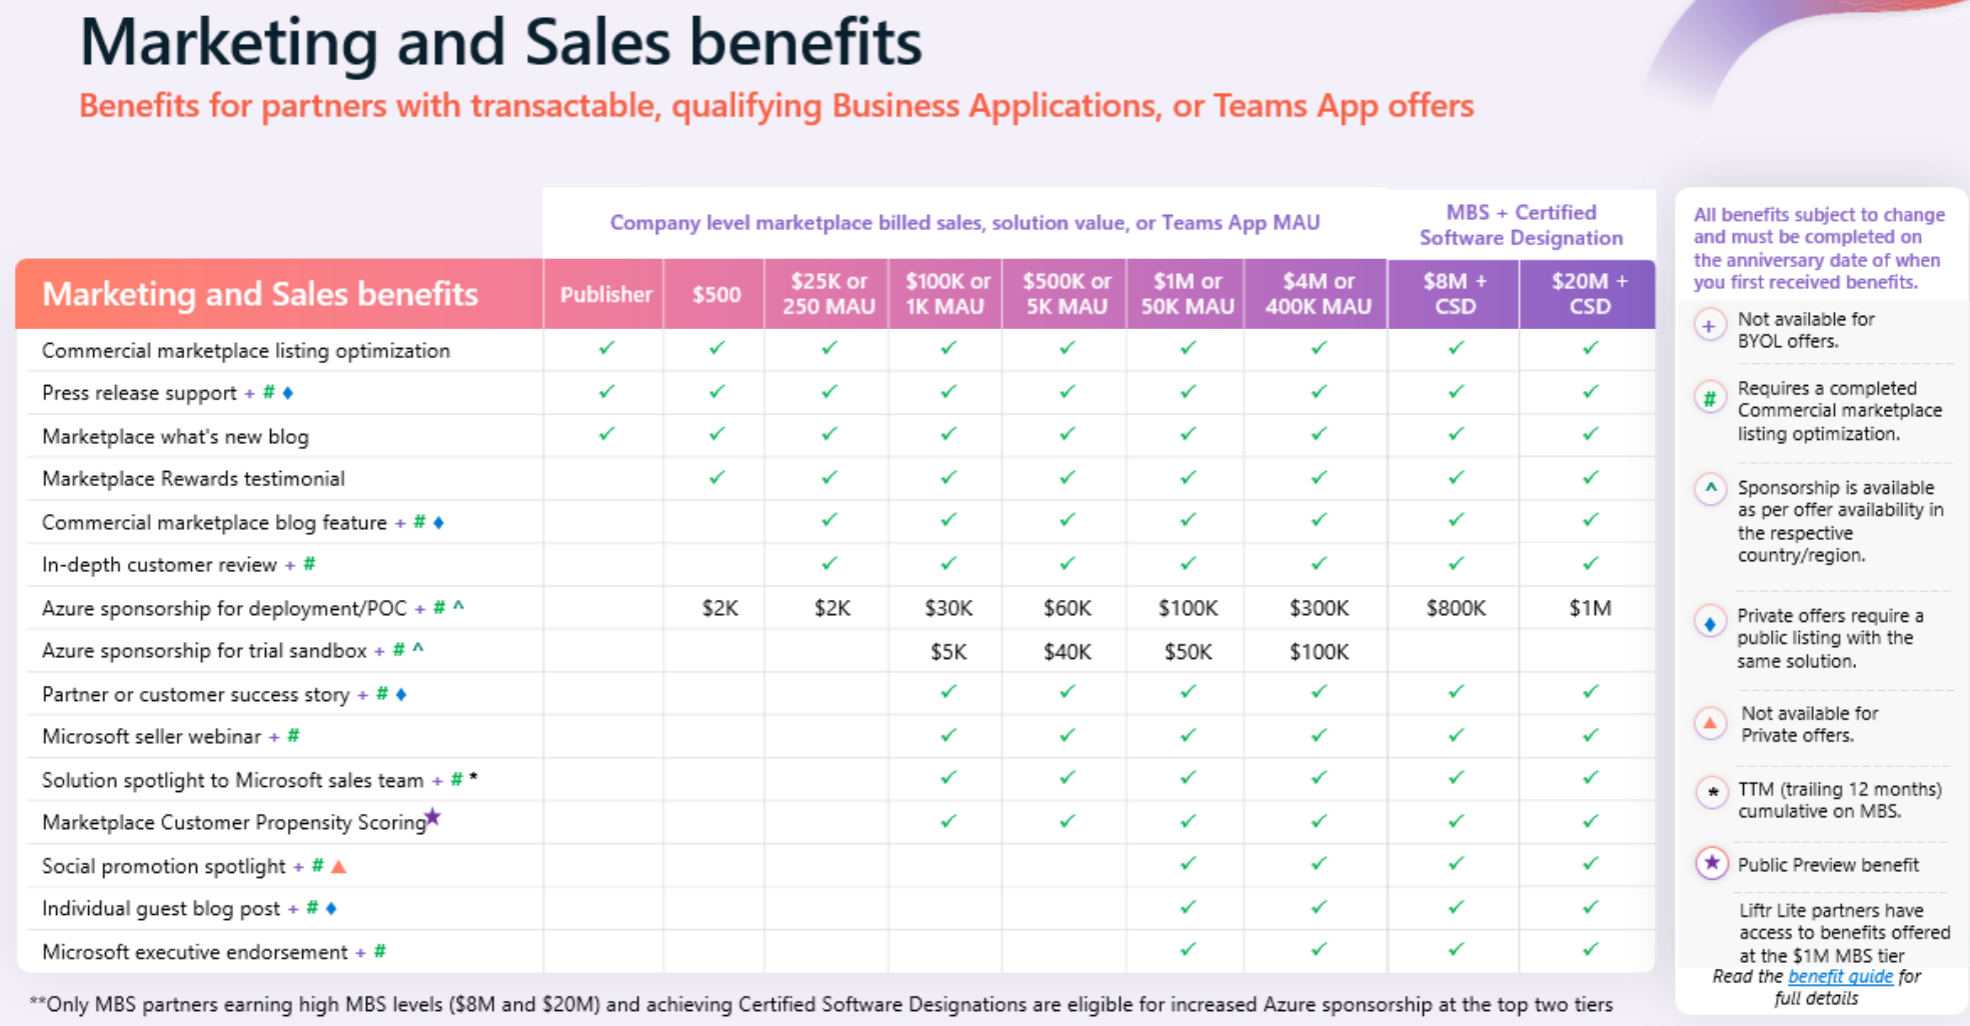 Marketing and Sales benefits
Benefits for partners with transactable, qualifying Business Applications, or Teams App offers
Company level marketplace billed sales, solution value, or Teams App MAU
MBS + Certified
Software Designation
Marketing and Sales benefits
Publisher
$500
$25K or
250 MAU
$100K or
1K MAU
$500K or
5K MAU
$1M or
50K MAU
$4M or
400K MAU
$8M +
CSD
$20M +
CSD
Commercial marketplace listing optimization ✓ ✓ ✓ ✓ ✓ ✓ ✓ ✓ ✓
Press release support + # ♦ ✓ ✓ ✓ ✓ ✓ ✓ ✓ ✓ ✓
Marketplace what's new blog ✓ ✓ ✓ ✓ ✓ ✓ ✓ ✓ ✓
Marketplace Rewards testimonial ✓ ✓ ✓ ✓ ✓ ✓ ✓ ✓
Commercial marketplace blog feature + # ♦ ✓ ✓ ✓ ✓ ✓ ✓ ✓
In-depth customer review + # ✓ ✓ ✓ ✓ ✓ ✓ ✓
Azure sponsorship for deployment/POC + # ^ $2K $2K $30K $60K $100K $300K $800K $1M
Azure sponsorship for trial sandbox + # ^ $5K $40K $50K $100K
Partner or customer success story + # ♦ ✓ ✓ ✓ ✓ ✓ ✓
Microsoft seller webinar + # ✓ ✓ ✓ ✓ ✓ ✓
Solution spotlight to Microsoft sales team + # * ✓ ✓ ✓ ✓ ✓ ✓
Marketplace Customer Propensity Scoring★ ✓ ✓ ✓ ✓ ✓ ✓
Social promotion spotlight + # ▲ ✓ ✓ ✓ ✓
Individual guest blog post + # ♦ ✓ ✓ ✓ ✓
Microsoft executive endorsement + # ✓ ✓ ✓ ✓
**Only MBS partners earning high MBS levels ($8M and $20M) and achieving Certified Software Designations are eligible for increased Azure sponsorship at the top two tiers
All benefits subject to change
and must be completed on
the anniversary date of when
you first received benefits.
+ Not available for
BYOL offers.
# Requires a completed
Commercial marketplace
listing optimization.
^ Sponsorship is available
as per offer availability in
the respective
country/region.
♦ Private offers require a
public listing with the
same solution.
▲ Not available for
Private offers.
* TTM (trailing 12 months)
cumulative on MBS.
★ Public Preview benefit
Liftr Lite partners have
access to benefits offered
at the $1M MBS tier
Read the benefit guide for
full details